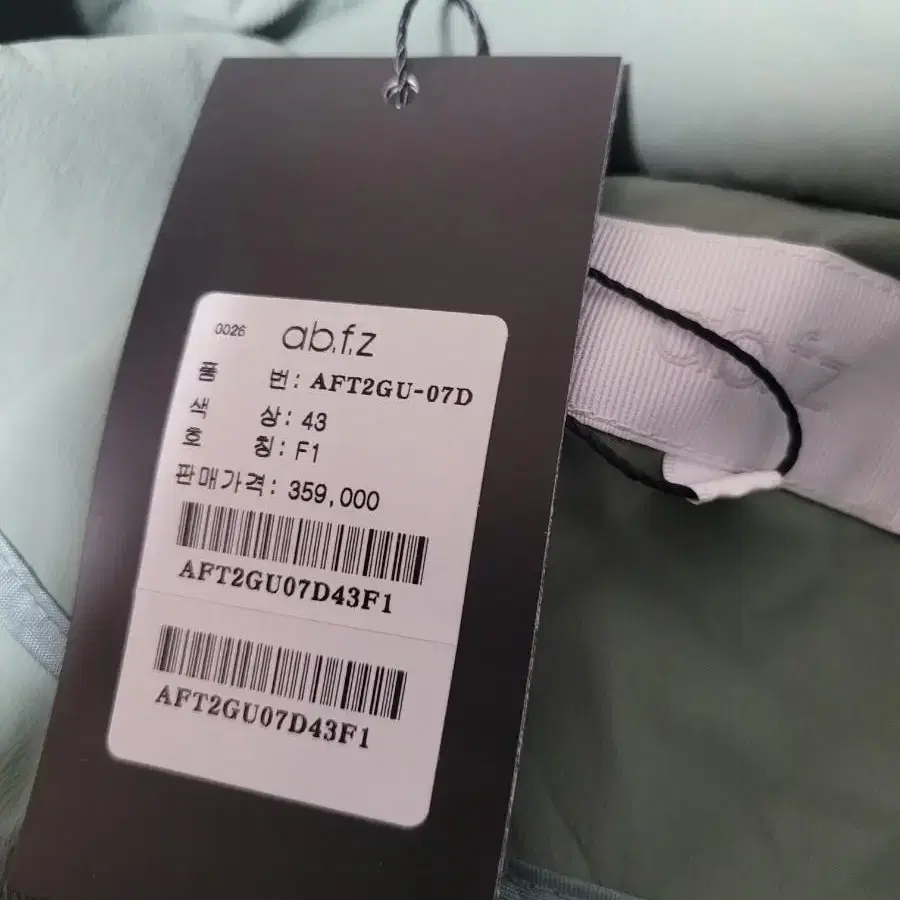 0026 ab.f.z
품 번: AFT2GU-07D
색 상: 43
호 칭: F1
판매가격: 359,000
AFT2GU07D43F1
AFT2GU07D43F1
ab.f.z